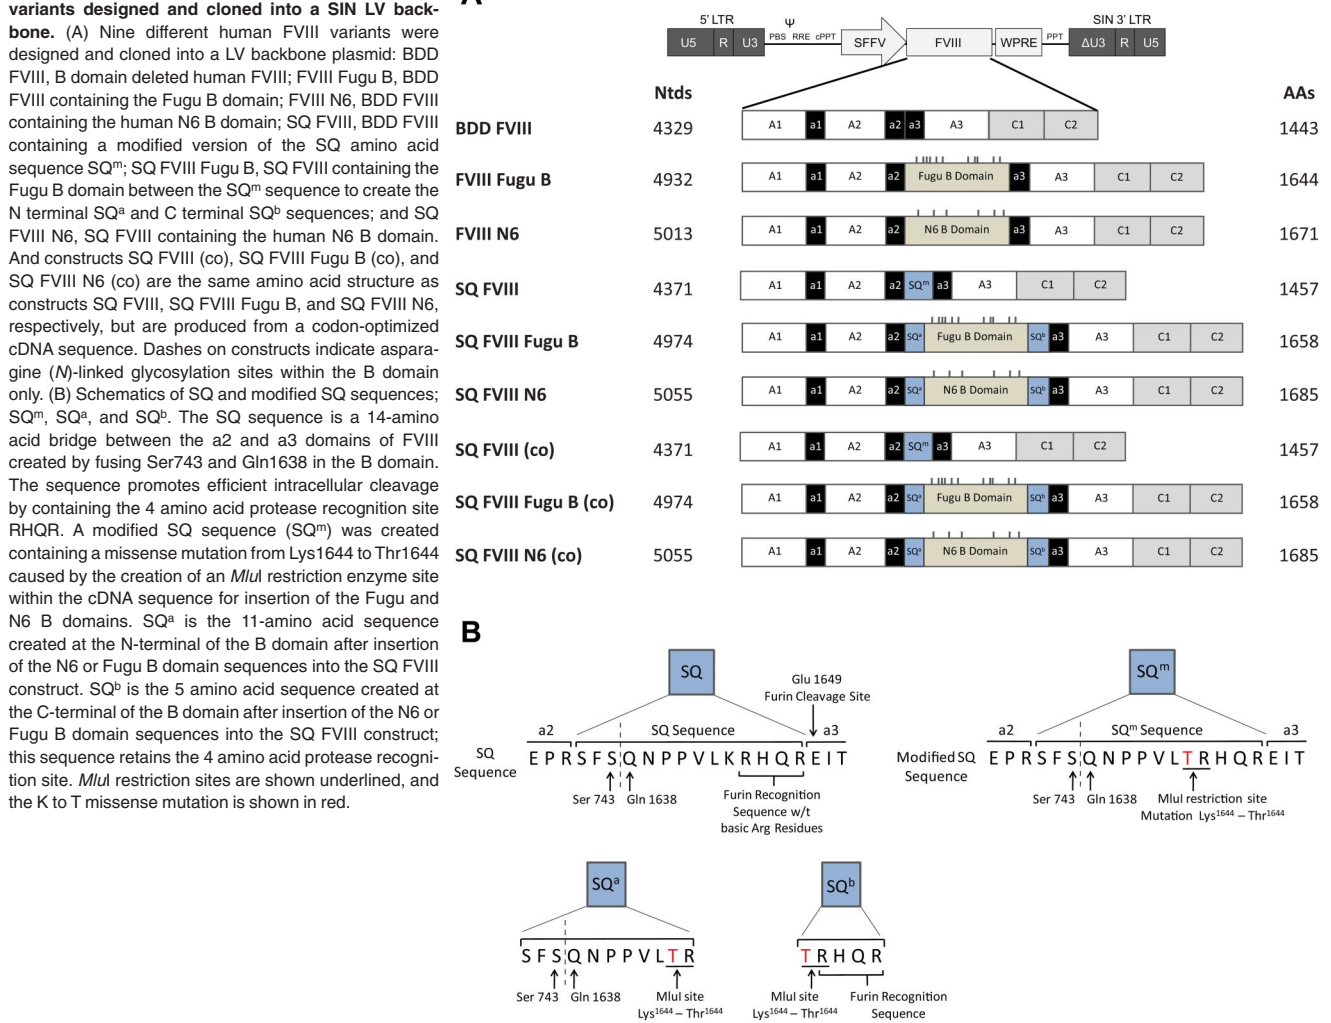 variants designed and cloned into a SIN LV back-
bone. (A) Nine different human FVIII variants were
designed and cloned into a LV backbone plasmid: BDD
FVIII, B domain deleted human FVIII; FVIII Fugu B, BDD
FVIII containing the Fugu B domain; FVIII N6, BDD FVIII
containing the human N6 B domain; SQ FVIII, BDD FVIII
containing a modified version of the SQ amino acid
sequence SQᵐ; SQ FVIII Fugu B, SQ FVIII containing the
Fugu B domain between the SQᵐ sequence to create the
N terminal SQᵃ and C terminal SQᵇ sequences; and SQ
FVIII N6, SQ FVIII containing the human N6 B domain.
And constructs SQ FVIII (co), SQ FVIII Fugu B (co), and
SQ FVIII N6 (co) are the same amino acid structure as
constructs SQ FVIII, SQ FVIII Fugu B, and SQ FVIII N6,
respectively, but are produced from a codon-optimized
cDNA sequence. Dashes on constructs indicate aspara-
gine (N)-linked glycosylation sites within the B domain
only. (B) Schematics of SQ and modified SQ sequences;
SQᵐ, SQᵃ, and SQᵇ. The SQ sequence is a 14-amino
acid bridge between the a2 and a3 domains of FVIII
created by fusing Ser743 and Gln1638 in the B domain.
The sequence promotes efficient intracellular cleavage
by containing the 4 amino acid protease recognition site
RHQR. A modified SQ sequence (SQᵐ) was created
containing a missense mutation from Lys1644 to Thr1644
caused by the creation of an MluI restriction enzyme site
within the cDNA sequence for insertion of the Fugu and
N6 B domains. SQᵃ is the 11-amino acid sequence
created at the N-terminal of the B domain after insertion
of the N6 or Fugu B domain sequences into the SQ FVIII
construct. SQᵇ is the 5 amino acid sequence created at
the C-terminal of the B domain after insertion of the N6 or
Fugu B domain sequences into the SQ FVIII construct;
this sequence retains the 4 amino acid protease recogni-
tion site. MluI restriction sites are shown underlined, and
the K to T missense mutation is shown in red.
5' LTR Ψ SIN 3' LTR
U5 R U3 PBS RRE cPPT SFFV FVIII WPRE PPT ΔU3 R U5
Ntds AAs
BDD FVIII 4329 A1 a1 A2 a2 a3 A3 C1 C2 1443
FVIII Fugu B 4932 A1 a1 A2 a2 Fugu B Domain a3 A3 C1 C2 1644
FVIII N6 5013 A1 a1 A2 a2 N6 B Domain a3 A3 C1 C2 1671
SQ FVIII 4371 A1 a1 A2 a2 SQᵐ a3 A3 C1 C2 1457
SQ FVIII Fugu B 4974 A1 a1 A2 a2 SQᵃ Fugu B Domain SQᵇ a3 A3 C1 C2 1658
SQ FVIII N6 5055 A1 a1 A2 a2 SQᵃ N6 B Domain SQᵇ a3 A3 C1 C2 1685
SQ FVIII (co) 4371 A1 a1 A2 a2 SQᵐ a3 A3 C1 C2 1457
SQ FVIII Fugu B (co) 4974 A1 a1 A2 a2 SQᵃ Fugu B Domain SQᵇ a3 A3 C1 C2 1658
SQ FVIII N6 (co) 5055 A1 a1 A2 a2 SQᵃ N6 B Domain SQᵇ a3 A3 C1 C2 1685
B
SQ
Glu 1649
Furin Cleavage Site
a2 SQ Sequence a3
SQ
Sequence
E P R S F S Q N P P V L K R H Q R E I T
Ser 743 Gln 1638
Furin Recognition
Sequence w/t
basic Arg Residues
SQᵐ
a2 SQᵐ Sequence a3
Modified SQ
Sequence
E P R S F S Q N P P V L T R H Q R E I T
Ser 743 Gln 1638
MluI restriction site
Mutation Lys¹⁶⁴⁴ – Thr¹⁶⁴⁴
SQᵃ
S F S Q N P P V L T R
Ser 743 Gln 1638
MluI site
Lys¹⁶⁴⁴ – Thr¹⁶⁴⁴
SQᵇ
T R H Q R
MluI site
Lys¹⁶⁴⁴ – Thr¹⁶⁴⁴
Furin Recognition
Sequence